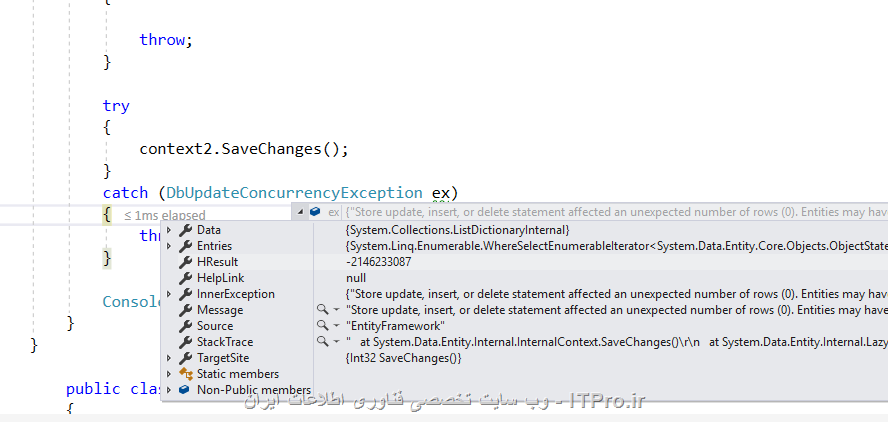 {
throw;
}
try
{
context2.SaveChanges();
}
catch (DbUpdateConcurrencyException ex)
{ ≤ 1ms elapsed
ex {"Store update, insert, or delete statement affected an unexpected number of rows (0). Entities may have
Data {System.Collections.ListDictionaryInternal}
Entries {System.Linq.Enumerable.WhereSelectEnumerableIterator<System.Data.Entity.Core.Objects.ObjectState
HResult -2146233087
HelpLink null
InnerException {"Store update, insert, or delete statement affected an unexpected number of rows (0). Entities may have
Message "Store update, insert, or delete statement affected an unexpected number of rows (0). Entities may have
Source "EntityFramework"
StackTrace "   at System.Data.Entity.Internal.InternalContext.SaveChanges()\r\n   at System.Data.Entity.Internal.Lazy
TargetSite {Int32 SaveChanges()}
Static members
Non-Public members
thr
}
Consol
}
}
public clas
{
ITPro.ir - وب سایت تخصصی فناوری اطلاعات ایران